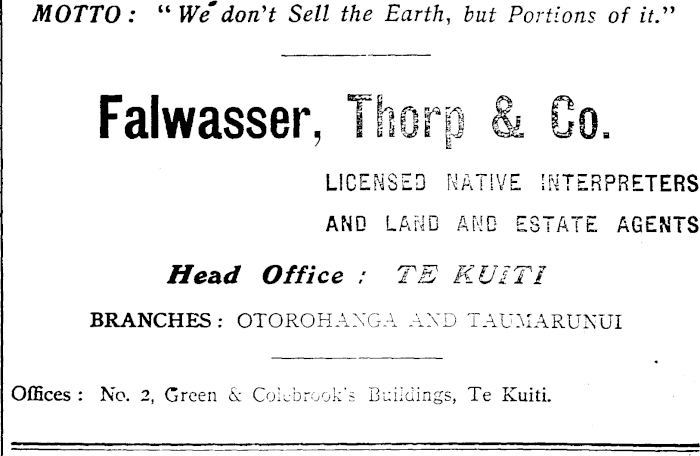 MOTTO : "We don't Sell the Earth, but Portions of it."
Falwasser, Thorp & Co.
LICENSED NATIVE INTERPRETERS
AND LAND AND ESTATE AGENTS
Head Office : TE KUITI
BRANCHES : OTOROHANGA AND TAUMARUNUI
Offices : No. 2, Green & Colebrook's Buildings, Te Kuiti.